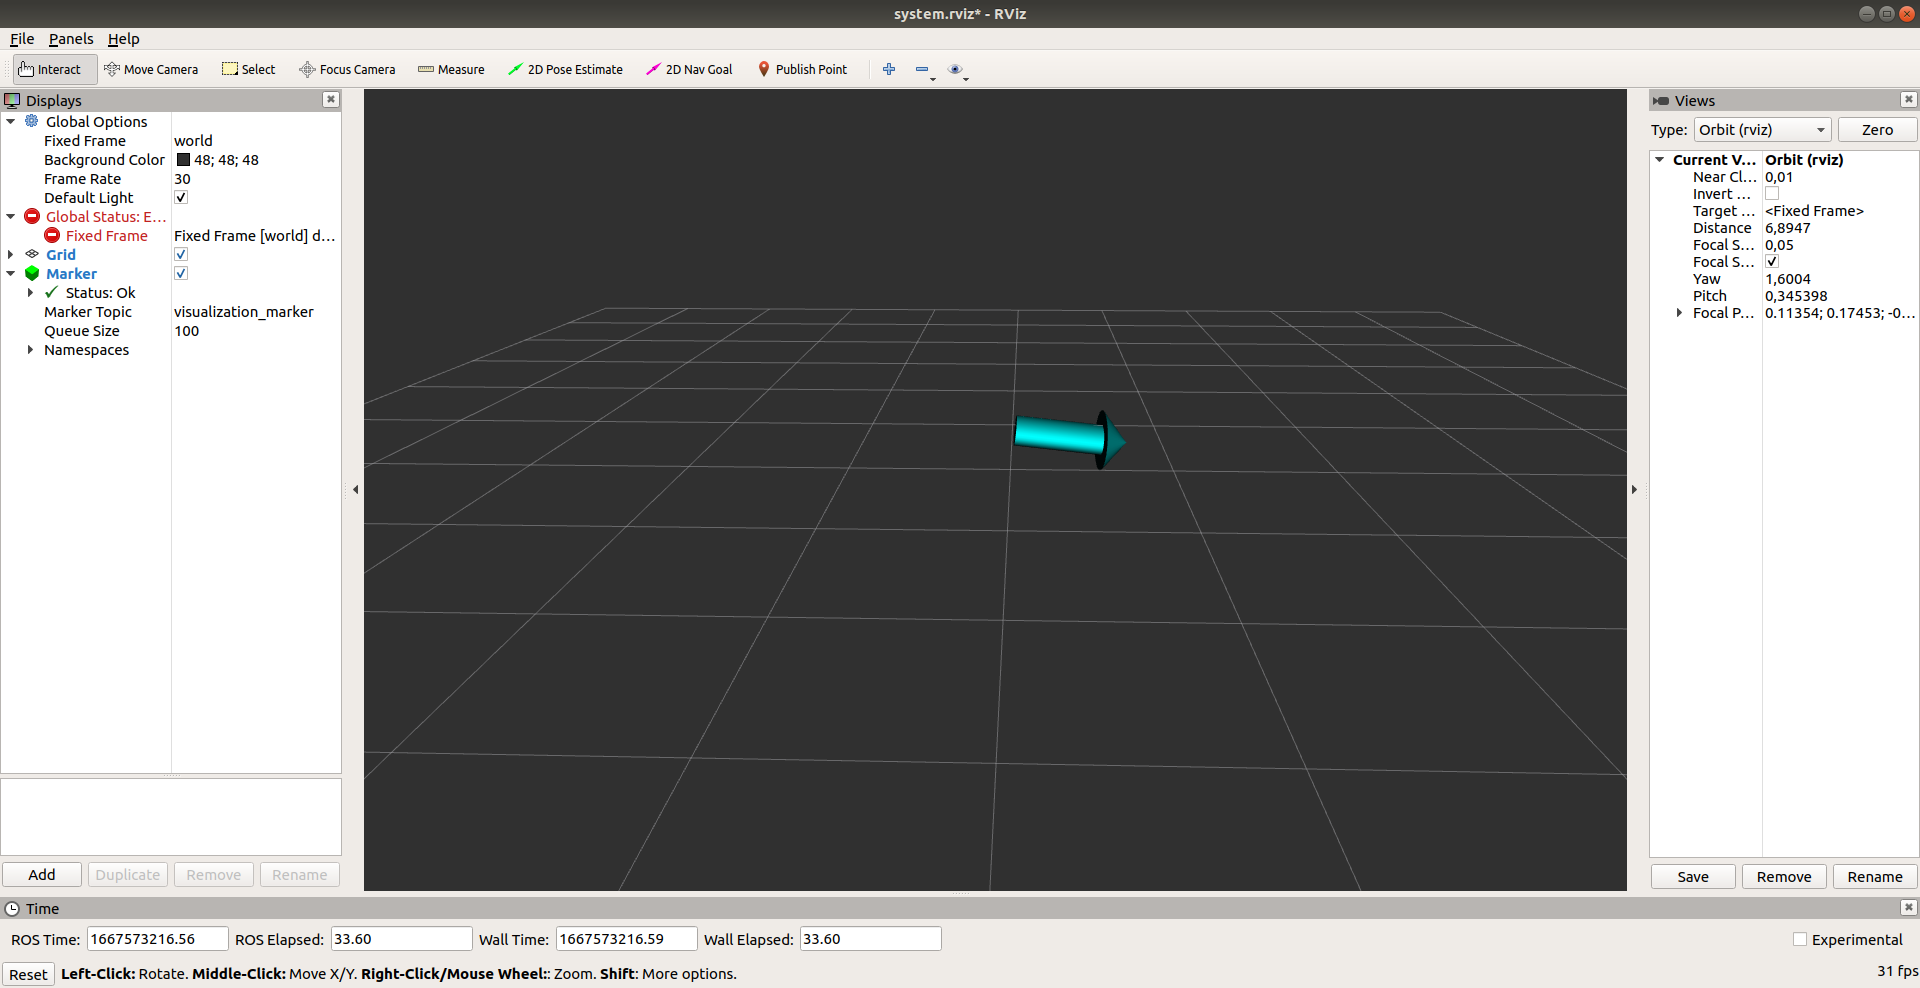 system.rviz* - RViz
File Panels Help
Interact Move Camera Select Focus Camera Measure 2D Pose Estimate 2D Nav Goal Publish Point
Displays
Global Options
Fixed Frame world
Background Color 48; 48; 48
Frame Rate 30
Default Light
Global Status: E...
Fixed Frame Fixed Frame [world] d...
Grid
Marker
Status: Ok
Marker Topic visualization_marker
Queue Size 100
Namespaces
Add Duplicate Remove Rename
Views
Type: Orbit (rviz) Zero
Current V... Orbit (rviz)
Near Cl... 0,01
Invert ...
Target ... <Fixed Frame>
Distance 6,8947
Focal S... 0,05
Focal S...
Yaw 1,6004
Pitch 0,345398
Focal P... 0.11354; 0.17453; -0...
Save Remove Rename
Time
ROS Time: 1667573216.56 ROS Elapsed: 33.60 Wall Time: 1667573216.59 Wall Elapsed: 33.60 Experimental
Reset Left-Click: Rotate. Middle-Click: Move X/Y. Right-Click/Mouse Wheel:: Zoom. Shift: More options. 31 fps